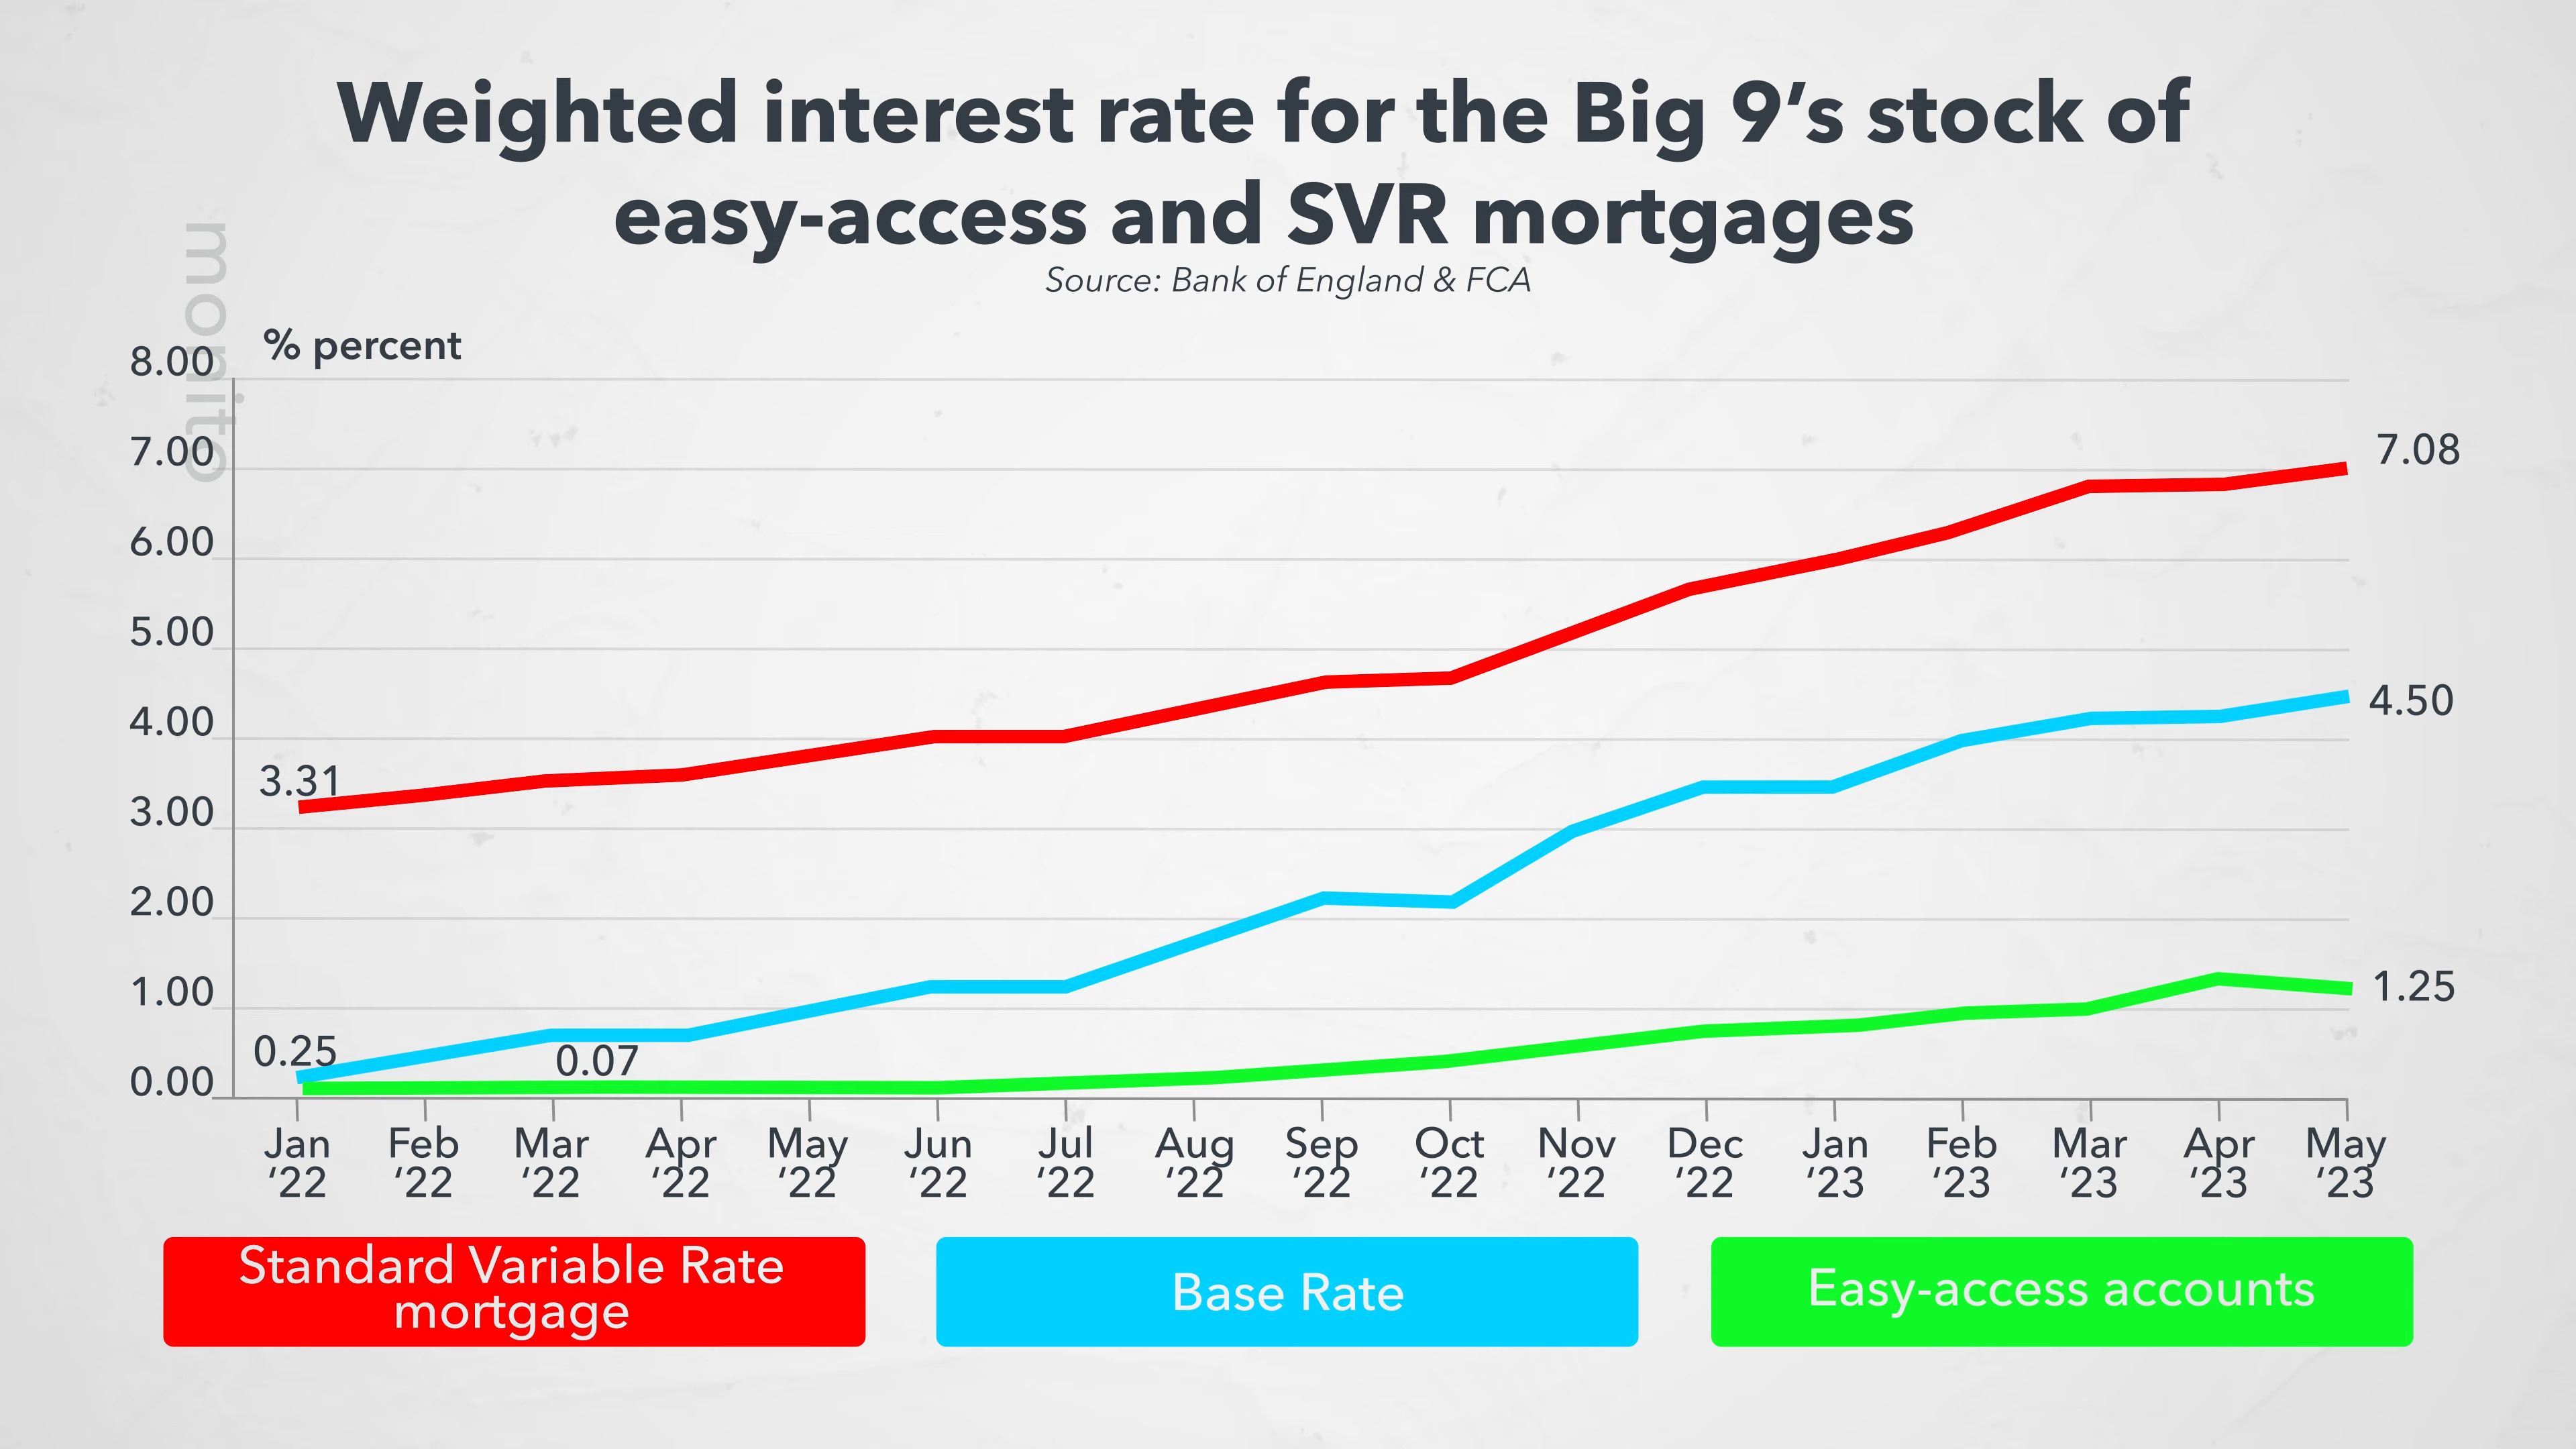 Weighted interest rate for the Big 9’s stock of
easy-access and SVR mortgages
Source: Bank of England & FCA
monito
% percent
8.00
7.00
6.00
5.00
4.00
3.00
2.00
1.00
0.00
7.08
4.50
1.25
3.31
0.25
0.07
Jan Feb Mar Apr May Jun Jul Aug Sep Oct Nov Dec Jan Feb Mar Apr May
‘22 ‘22 ‘22 ‘22 ‘22 ‘22 ‘22 ‘22 ‘22 ‘22 ‘22 ‘22 ‘23 ‘23 ‘23 ‘23 ‘23
Standard Variable Rate
mortgage
Base Rate
Easy-access accounts